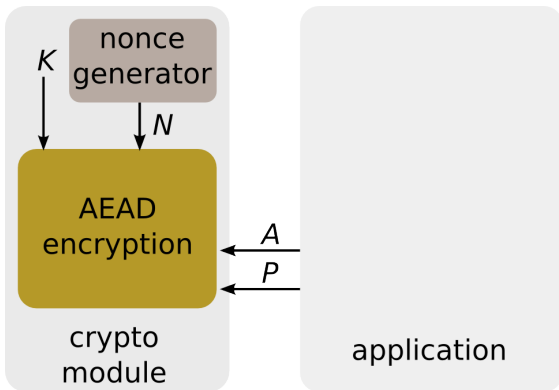 nonce
generator
K
N
AEAD
encryption
A
P
crypto
module
application